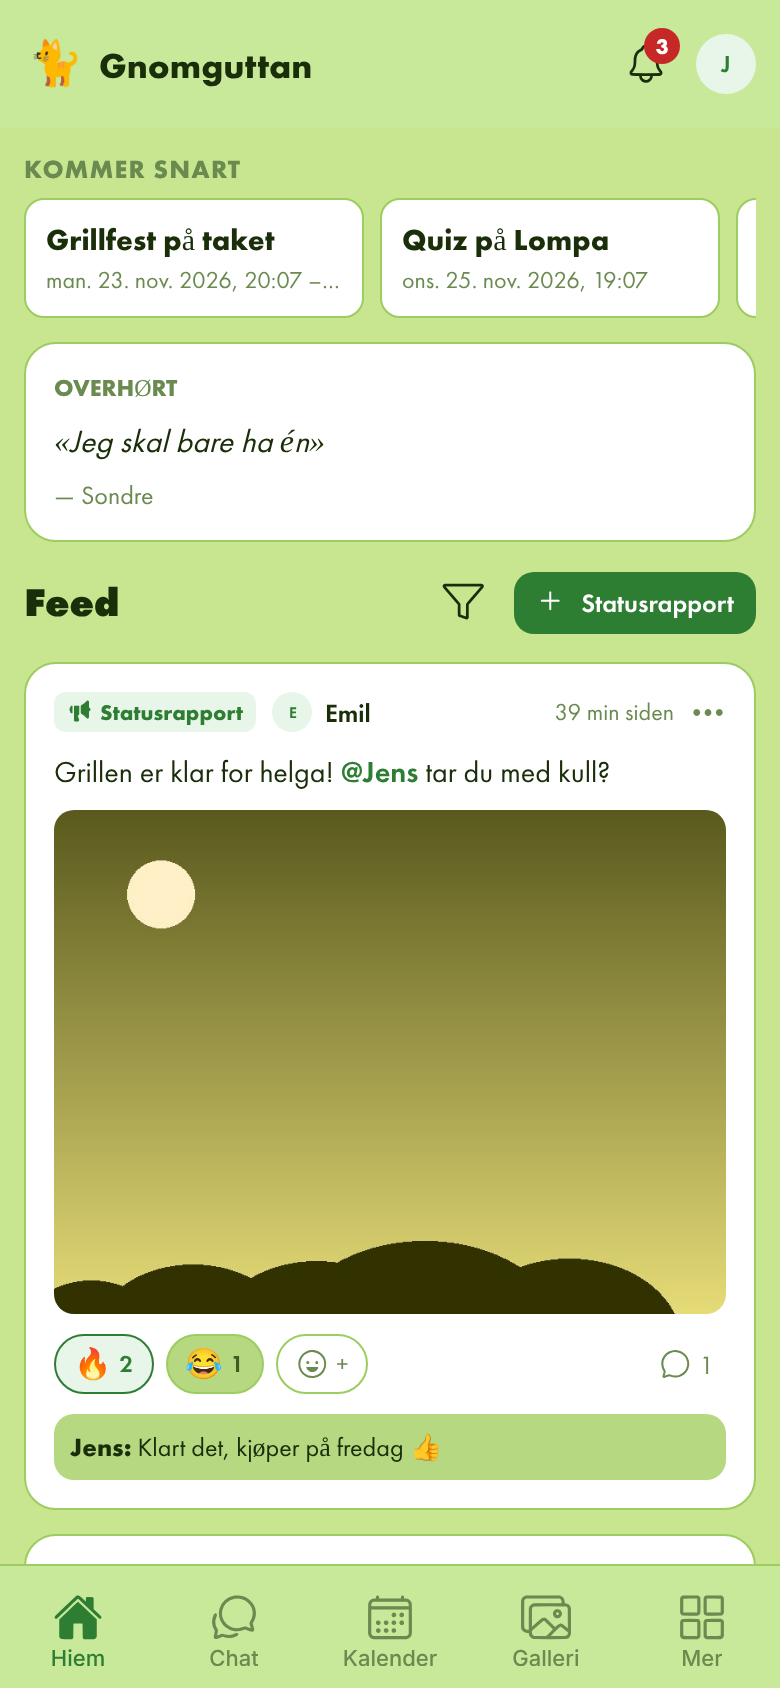 Gnomguttan
3
J
KOMMER SNART
Grillfest på taket
man. 23. nov. 2026, 20:07 –...
Quiz på Lompa
ons. 25. nov. 2026, 19:07
OVERHØRT
«Jeg skal bare ha én»
— Sondre
Feed
+ Statusrapport
Statusrapport E Emil 39 min siden •••
Grillen er klar for helga! @Jens tar du med kull?
🔥 2 😂 1 + 1
Jens: Klart det, kjøper på fredag 👍
Hiem Chat Kalender Galleri Mer